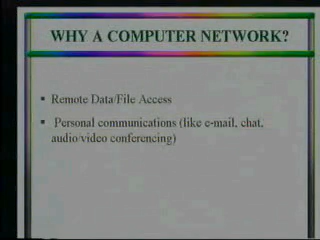 WHY A COMPUTER NETWORK?
▪ Remote Data/File Access
▪ Personal communications (like e-mail, chat,
audio/video conferencing)